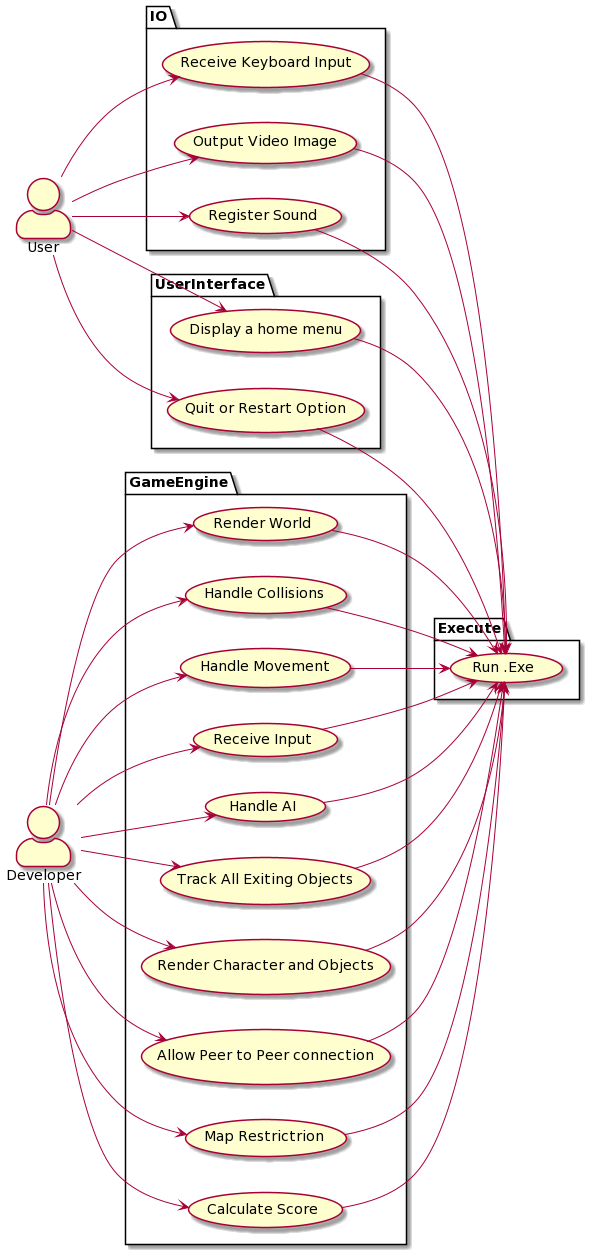 IO
Receive Keyboard Input
Output Video Image
Register Sound
User
UserInterface
Display a home menu
Quit or Restart Option
GameEngine
Render World
Handle Collisions
Execute
Handle Movement
Run .Exe
Receive Input
Handle AI
Developer
Track All Exiting Objects
Render Character and Objects
Allow Peer to Peer connection
Map Restrictrion
Calculate Score